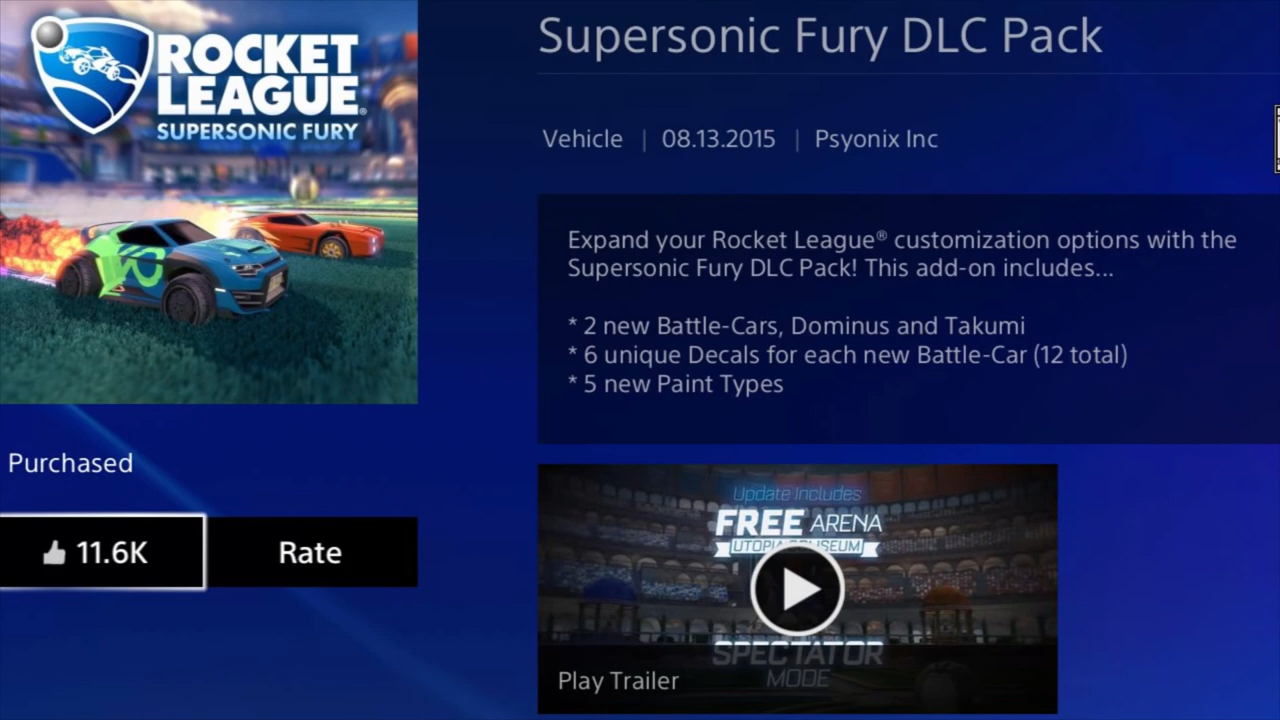 ROCKET
LEAGUE®
SUPERSONIC FURY
Supersonic Fury DLC Pack
Vehicle | 08.13.2015 | Psyonix Inc
Expand your Rocket League® customization options with the
Supersonic Fury DLC Pack! This add-on includes...
* 2 new Battle-Cars, Dominus and Takumi
* 6 unique Decals for each new Battle-Car (12 total)
* 5 new Paint Types
Purchased
11.6K
Rate
Update Includes
FREE ARENA
UTOPIA COLISEUM
SPECTATOR
MODE
Play Trailer